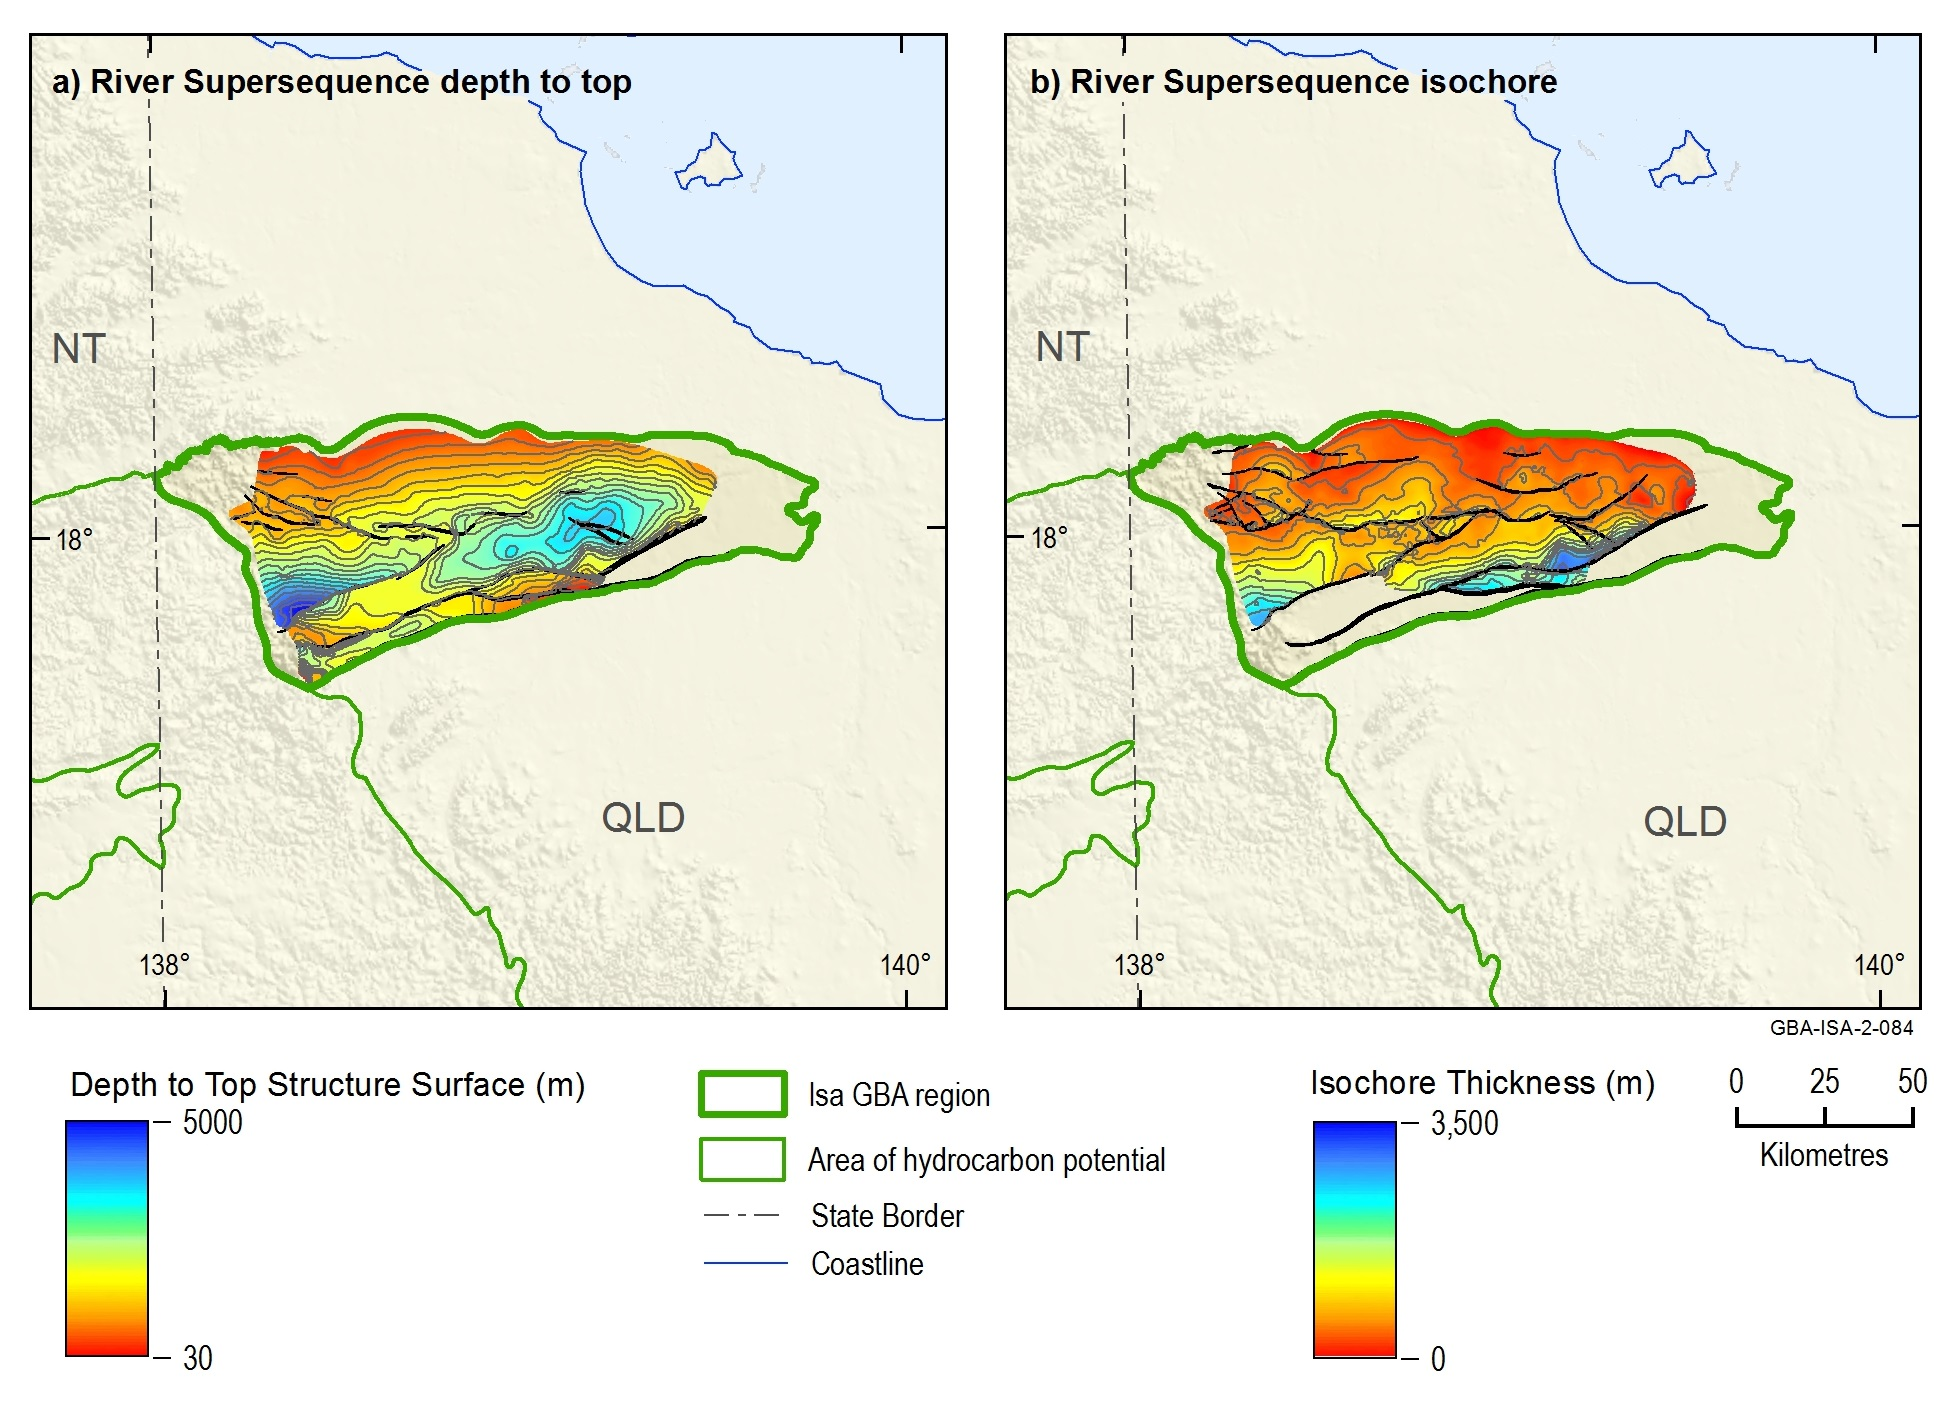 a) River Supersequence depth to top
NT
18°
QLD
138°
140°
b) River Supersequence isochore
NT
18°
QLD
138°
140°
GBA-ISA-2-084
Depth to Top Structure Surface (m)
5000
30
Isa GBA region
Area of hydrocarbon potential
State Border
Coastline
Isochore Thickness (m)
3,500
0
0 25 50
Kilometres